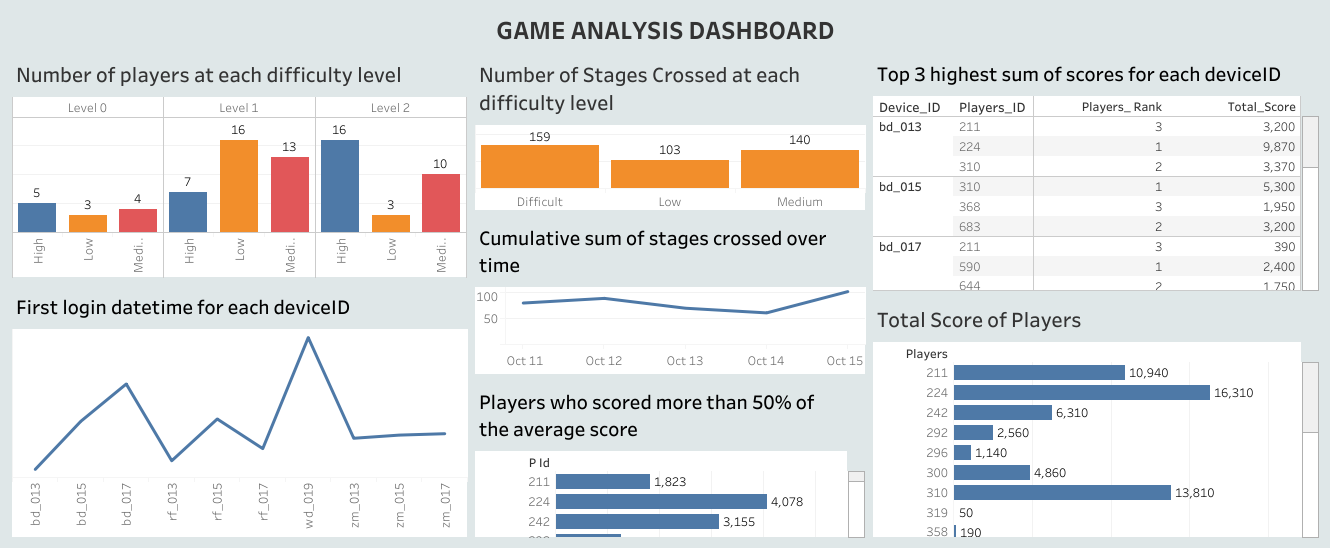 GAME ANALYSIS DASHBOARD
Number of players at each difficulty level
Level 0 Level 1 Level 2
5 3 4 7 16 13 16 3 10
High Low Medi.. High Low Medi.. High Low Medi..
First login datetime for each deviceID
bd_013 bd_015 bd_017 rf_013 rf_015 rf_017 wd_019 zm_013 zm_015 zm_017
Number of Stages Crossed at each
difficulty level
159 103 140
Difficult Low Medium
Cumulative sum of stages crossed over
time
100
50
Oct 11 Oct 12 Oct 13 Oct 14 Oct 15
Players who scored more than 50% of
the average score
P Id
211 1,823
224 4,078
242 3,155
Top 3 highest sum of scores for each deviceID
Device_ID Players_ID Players_ Rank Total_Score
bd_013 211 3 3,200
224 1 9,870
310 2 3,370
bd_015 310 1 5,300
368 3 1,950
683 2 3,200
bd_017 211 3 390
590 1 2,400
644 2 1,750
Total Score of Players
Players
211 10,940
224 16,310
242 6,310
292 2,560
296 1,140
300 4,860
310 13,810
319 50
358 190